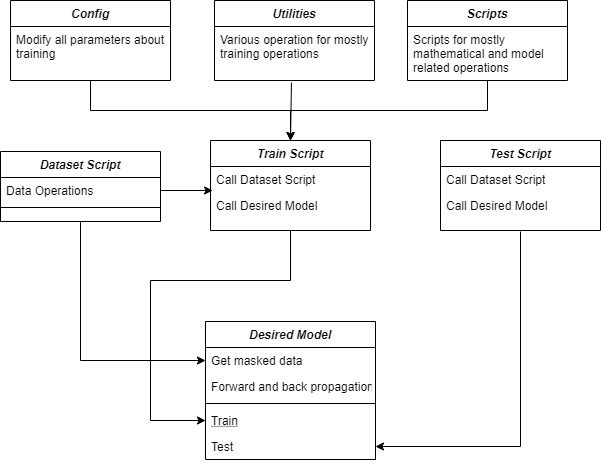 Config
Modify all parameters about
training
Utilities
Various operation for mostly
training operations
Scripts
Scripts for mostly
mathematical and model
related operations
Dataset Script
Data Operations
Train Script
Call Dataset Script
Call Desired Model
Test Script
Call Dataset Script
Call Desired Model
Desired Model
Get masked data
Forward and back propagation
Train
Test